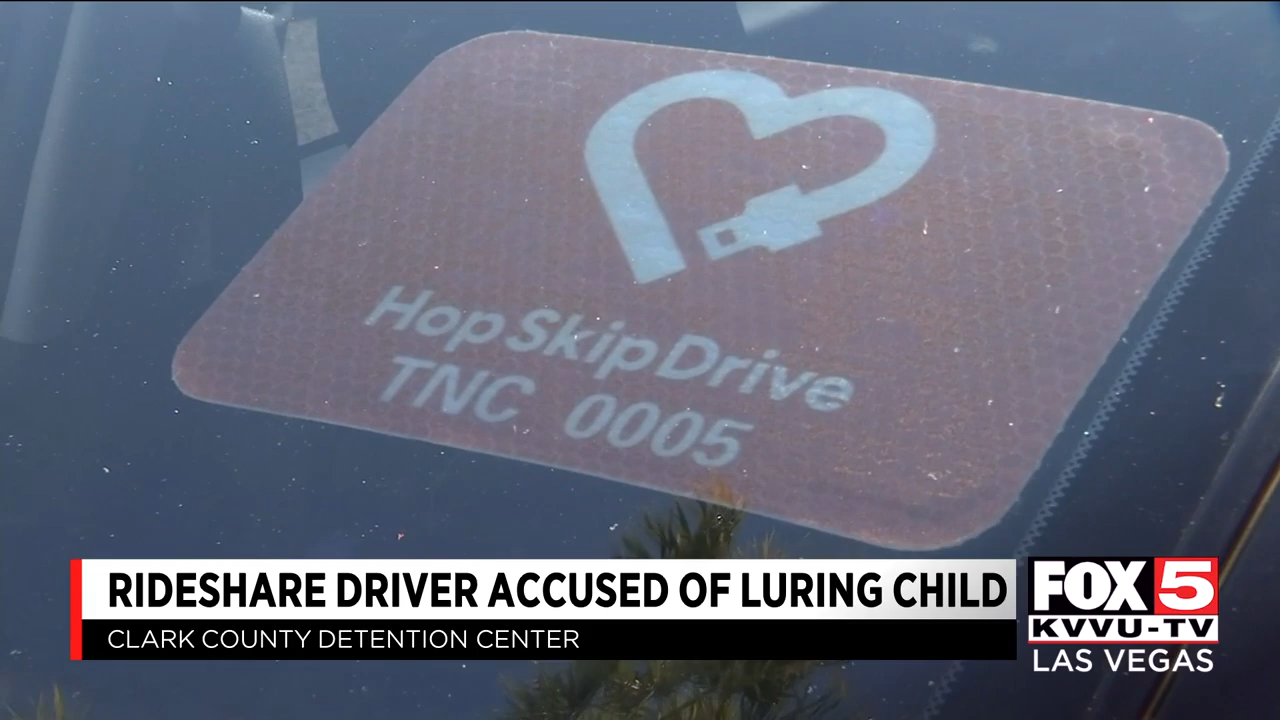 HopSkipDrive
TNC 0005
RIDESHARE DRIVER ACCUSED OF LURING CHILD
CLARK COUNTY DETENTION CENTER
FOX 5
KVVU-TV
LAS VEGAS